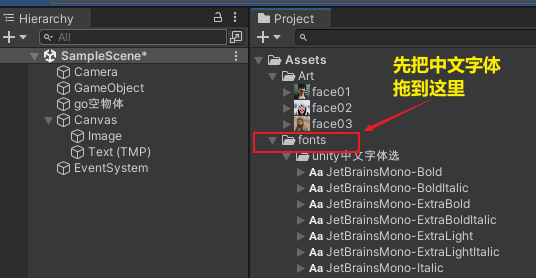 Hierarchy
All
SampleScene*
Camera
GameObject
go空物体
Canvas
Image
Text (TMP)
EventSystem
Project
Assets
Art
face01
face02
face03
fonts
unity中文字体选
Aa JetBrainsMono-Bold
Aa JetBrainsMono-BoldItalic
Aa JetBrainsMono-ExtraBold
Aa JetBrainsMono-ExtraBoldItalic
Aa JetBrainsMono-ExtraLight
Aa JetBrainsMono-ExtraLightItalic
Aa JetBrainsMono-Italic
先把中文字体
拖到这里